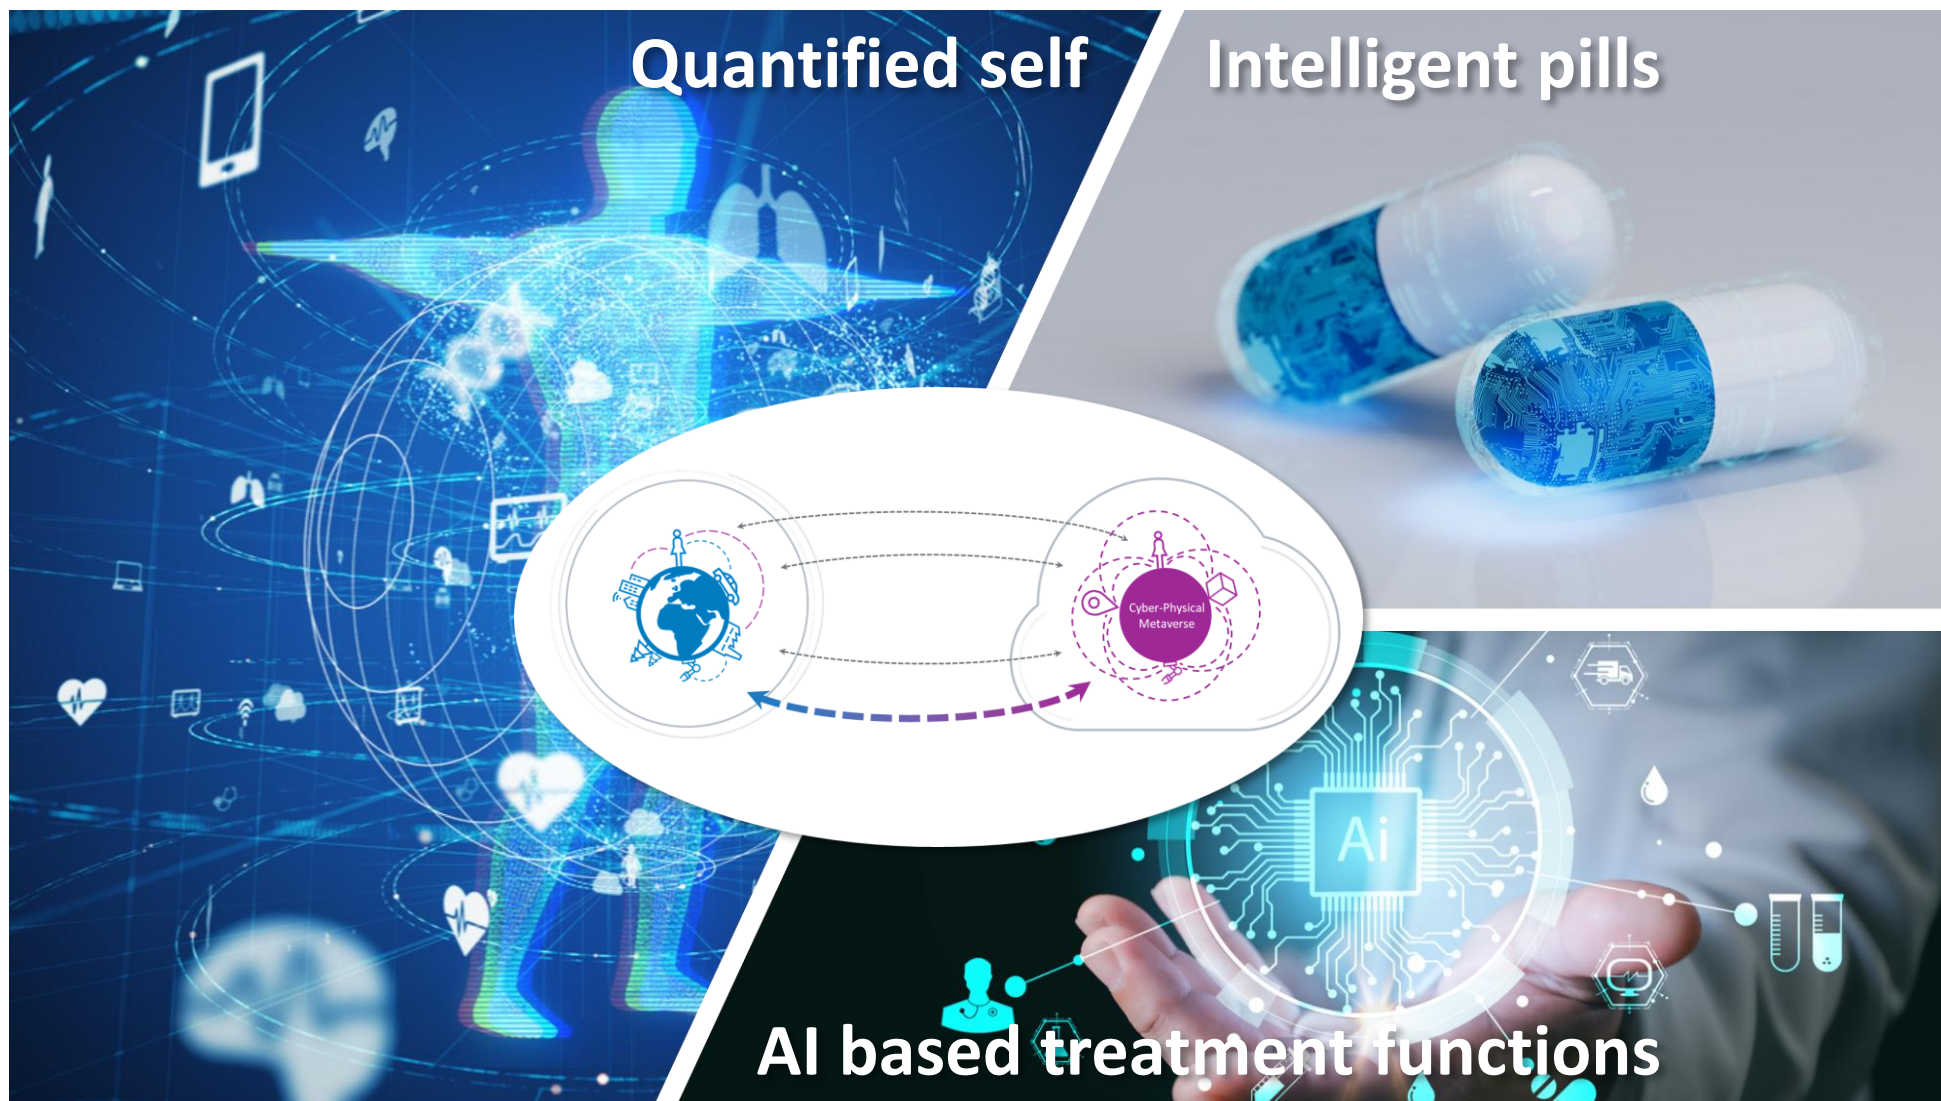 Quantified self
Intelligent pills
Cyber-Physical
Metaverse
Ai
AI based treatment functions